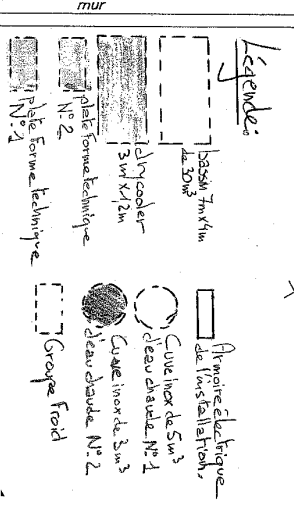 mur
Légende:
bassin 7m x 4m
de 30m³
drycooler
3m x 1,2m
plate forme technique
N° 2
plate forme technique
N° 1
Armoire électrique
de l'installation.
Cuve inox de 5m³
d'eau chaude N° 1
Cuve inox de 3m³
d'eau chaude N° 2
Groupe Froid